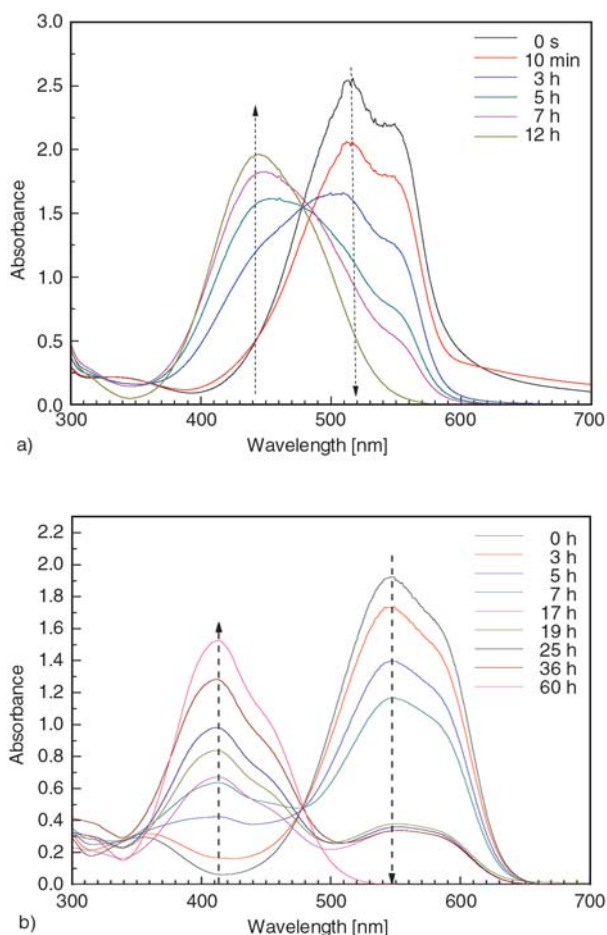 3.0
2.5
2.0
1.5
1.0
0.5
0.0
Absorbance
0 s
10 min
3 h
5 h
7 h
12 h
300 400 500 600 700
Wavelength [nm]
a)
2.2
2.0
1.8
1.6
1.4
1.2
1.0
0.8
0.6
0.4
0.2
0.0
Absorbance
0 h
3 h
5 h
7 h
17 h
19 h
25 h
36 h
60 h
300 400 500 600 700
Wavelength [nm]
b)